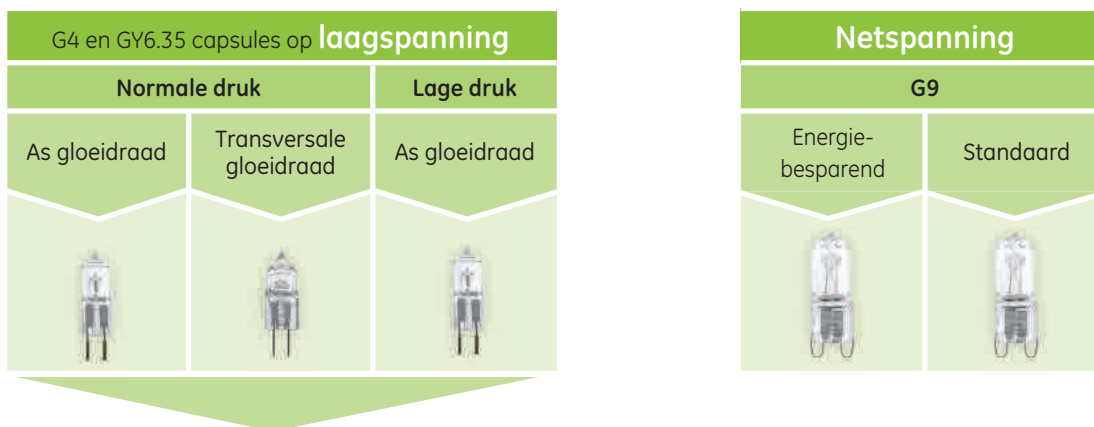 G4 en GY6.35 capsules op laagspanning
Normale druk
Lage druk
As gloeidraad
Transversale
gloeidraad
As gloeidraad
Netspanning
G9
Energie-
besparend
Standaard